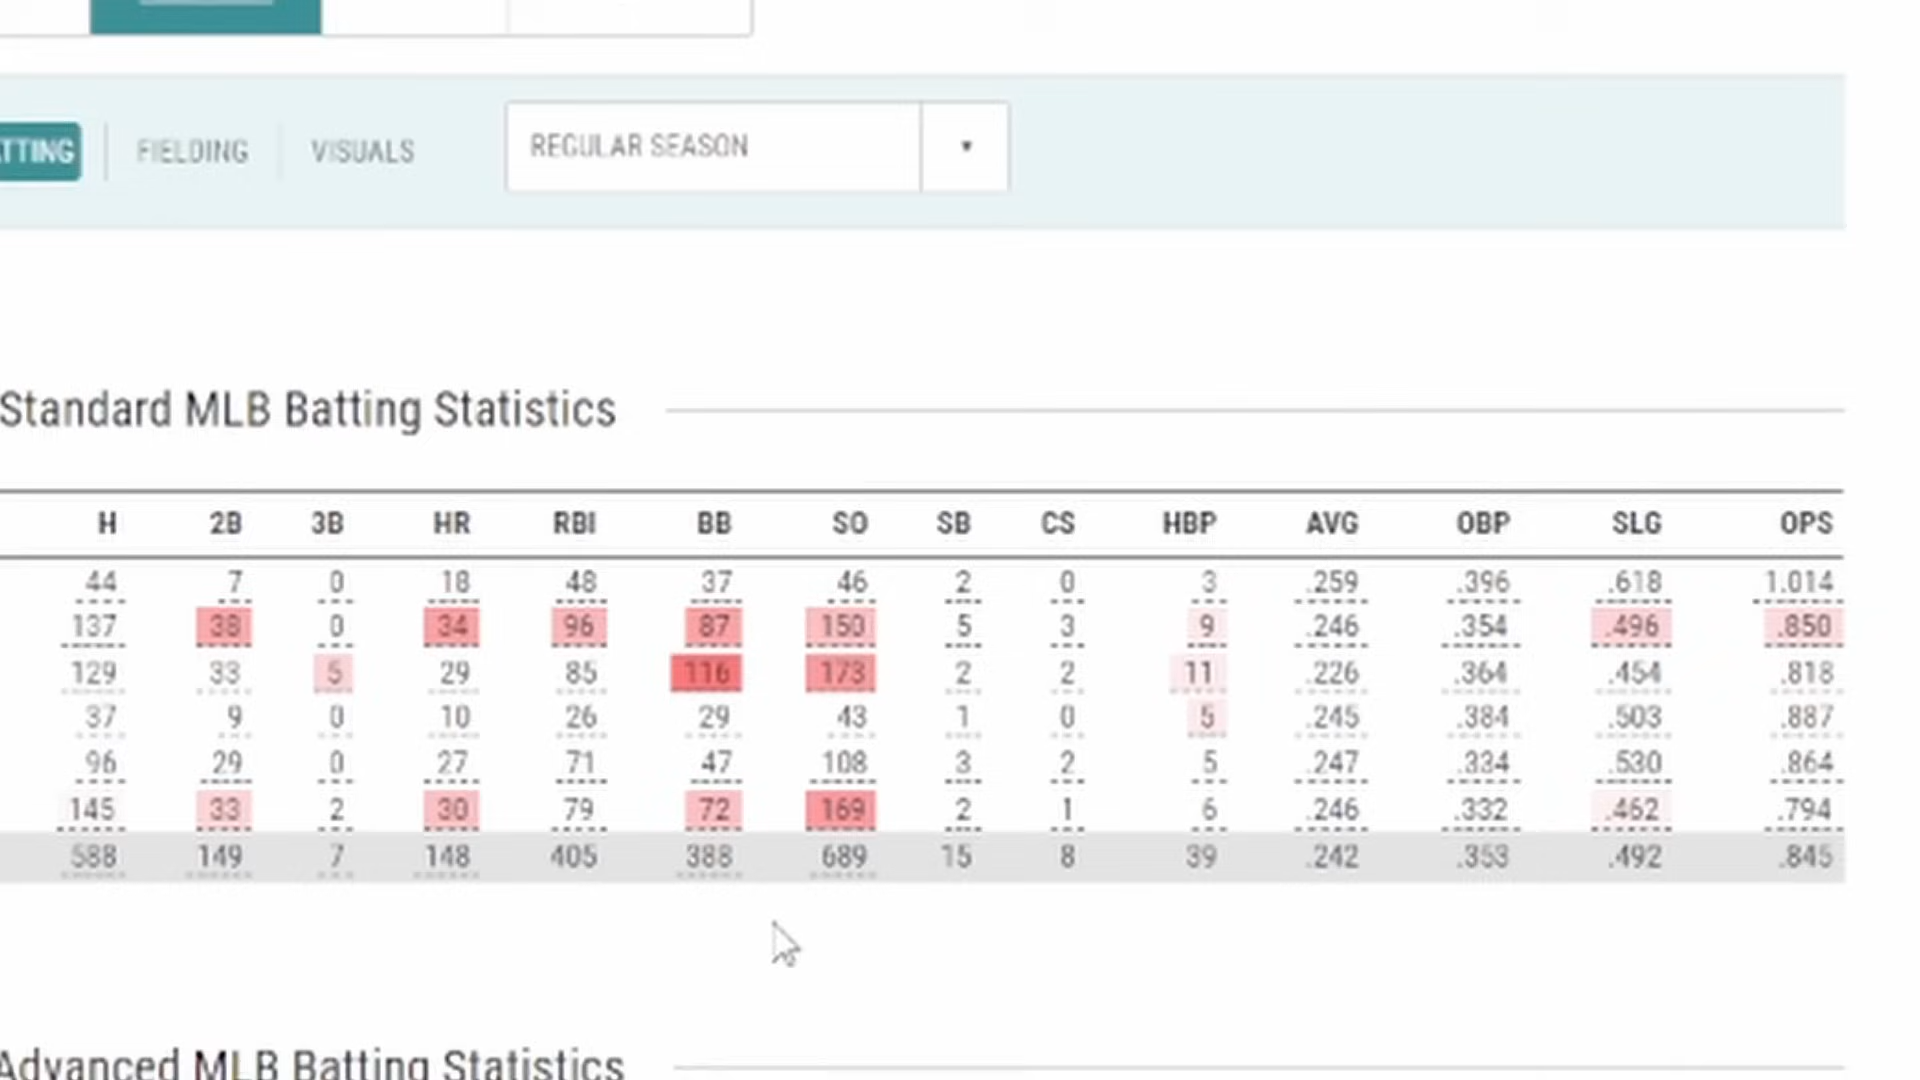 ATTING FIELDING VISUALS REGULAR SEASON
Standard MLB Batting Statistics
H 2B 3B HR RBI BB SO SB CS HBP AVG OBP SLG OPS
44 7 0 18 48 37 46 2 0 3 .259 .396 .618 1.014
137 38 0 34 96 87 150 5 3 9 .246 .354 .496 .850
129 33 5 29 85 116 173 2 2 11 .226 .364 .454 .818
37 9 0 10 26 29 43 1 0 5 .245 .384 .503 .887
96 29 0 27 71 47 108 3 2 5 .247 .334 .530 .864
145 33 2 30 79 72 169 2 1 6 .246 .332 .462 .794
588 149 7 148 405 388 689 15 8 39 .242 .353 .492 .845
Advanced MLB Batting Statistics